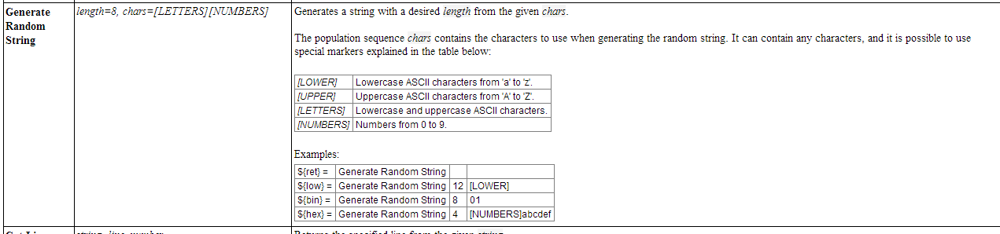 Generate Random String length=8, chars=[LETTERS][NUMBERS] Generates a string with a desired length from the given chars.
The population sequence chars contains the characters to use when generating the random string. It can contain any characters, and it is possible to use
special markers explained in the table below:
[LOWER] Lowercase ASCII characters from 'a' to 'z'.
[UPPER] Uppercase ASCII characters from 'A' to 'Z'.
[LETTERS] Lowercase and uppercase ASCII characters.
[NUMBERS] Numbers from 0 to 9.
Examples:
${ret} = Generate Random String
${low} = Generate Random String 12 [LOWER]
${bin} = Generate Random String 8 01
${hex} = Generate Random String 4 [NUMBERS]abcdef